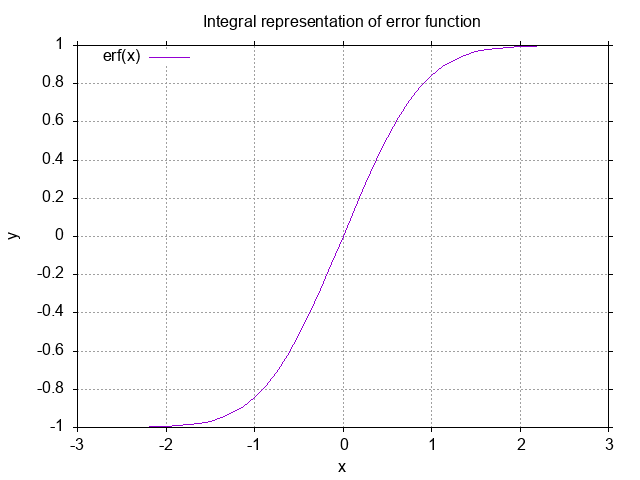 Integral representation of error function
erf(x)
1
0.8
0.6
0.4
0.2
0
-0.2
-0.4
-0.6
-0.8
-1
y
-3 -2 -1 0 1 2 3
x